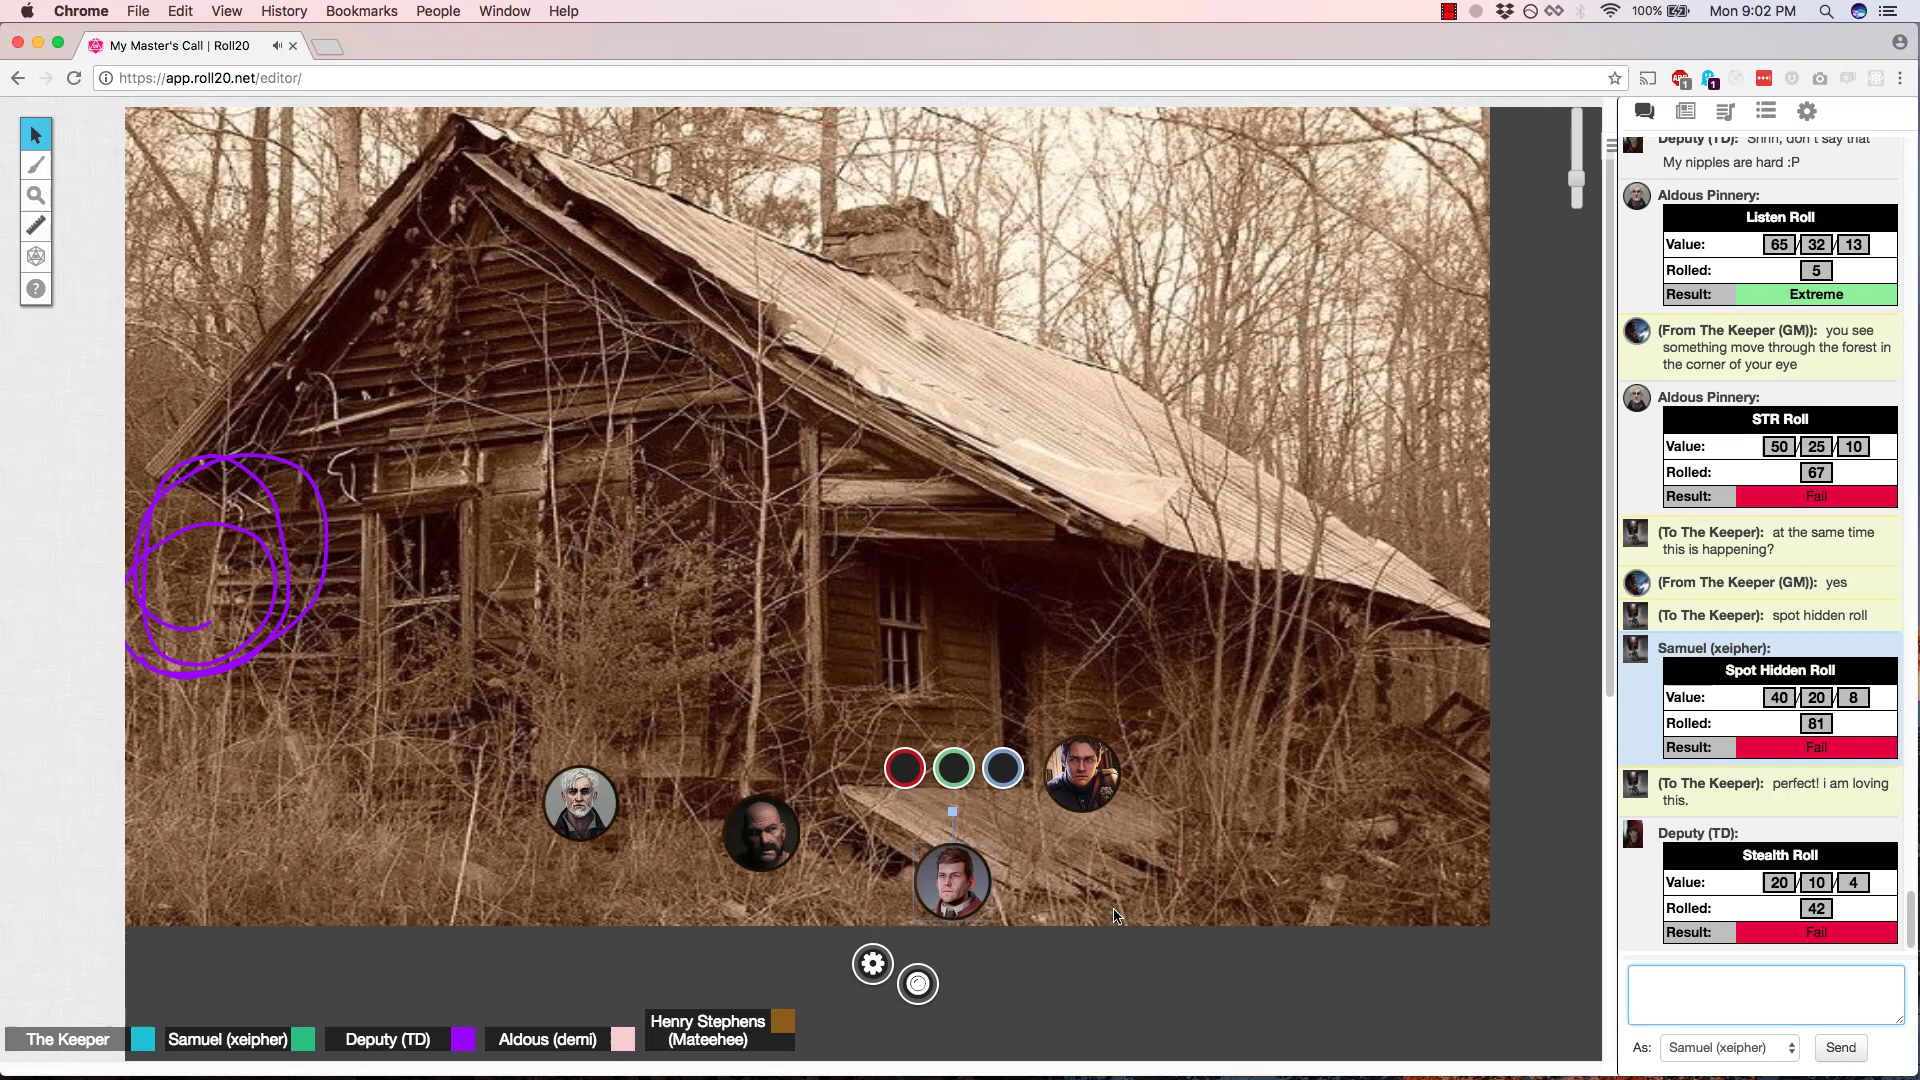 Chrome File Edit View History Bookmarks People Window Help
100% Mon 9:02 PM
My Master's Call | Roll20
https://app.roll20.net/editor/
1 1
Deputy (TD): Shhh, don't say that
My nipples are hard :P
Aldous Pinnery:
Listen Roll
Value: 65 / 32 / 13
Rolled: 5
Result: Extreme
(From The Keeper (GM)): you see
something move through the forest in
the corner of your eye
Aldous Pinnery:
STR Roll
Value: 50 / 25 / 10
Rolled: 67
Result: Fail
(To The Keeper): at the same time
this is happening?
(From The Keeper (GM)): yes
(To The Keeper): spot hidden roll
Samuel (xeipher):
Spot Hidden Roll
Value: 40 / 20 / 8
Rolled: 81
Result: Fail
(To The Keeper): perfect! i am loving
this.
Deputy (TD):
Stealth Roll
Value: 20 / 10 / 4
Rolled: 42
Result: Fail
The Keeper
Samuel (xeipher)
Deputy (TD)
Aldous (demi)
Henry Stephens
(Mateehee)
As: Samuel (xeipher) Send